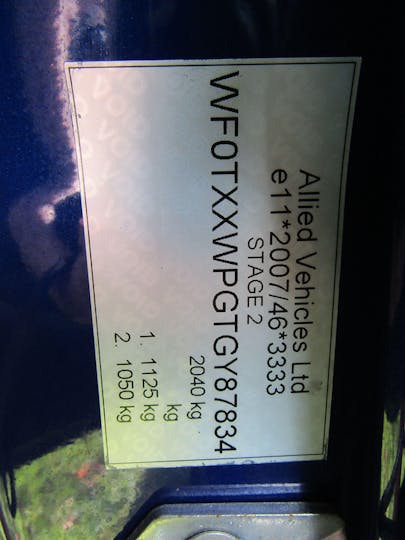 Allied Vehicles Ltd
e11*2007/46*3333
STAGE 2
WF0TXXWPGTGY87834
2040 kg
kg
1. 1125 kg
2. 1050 kg